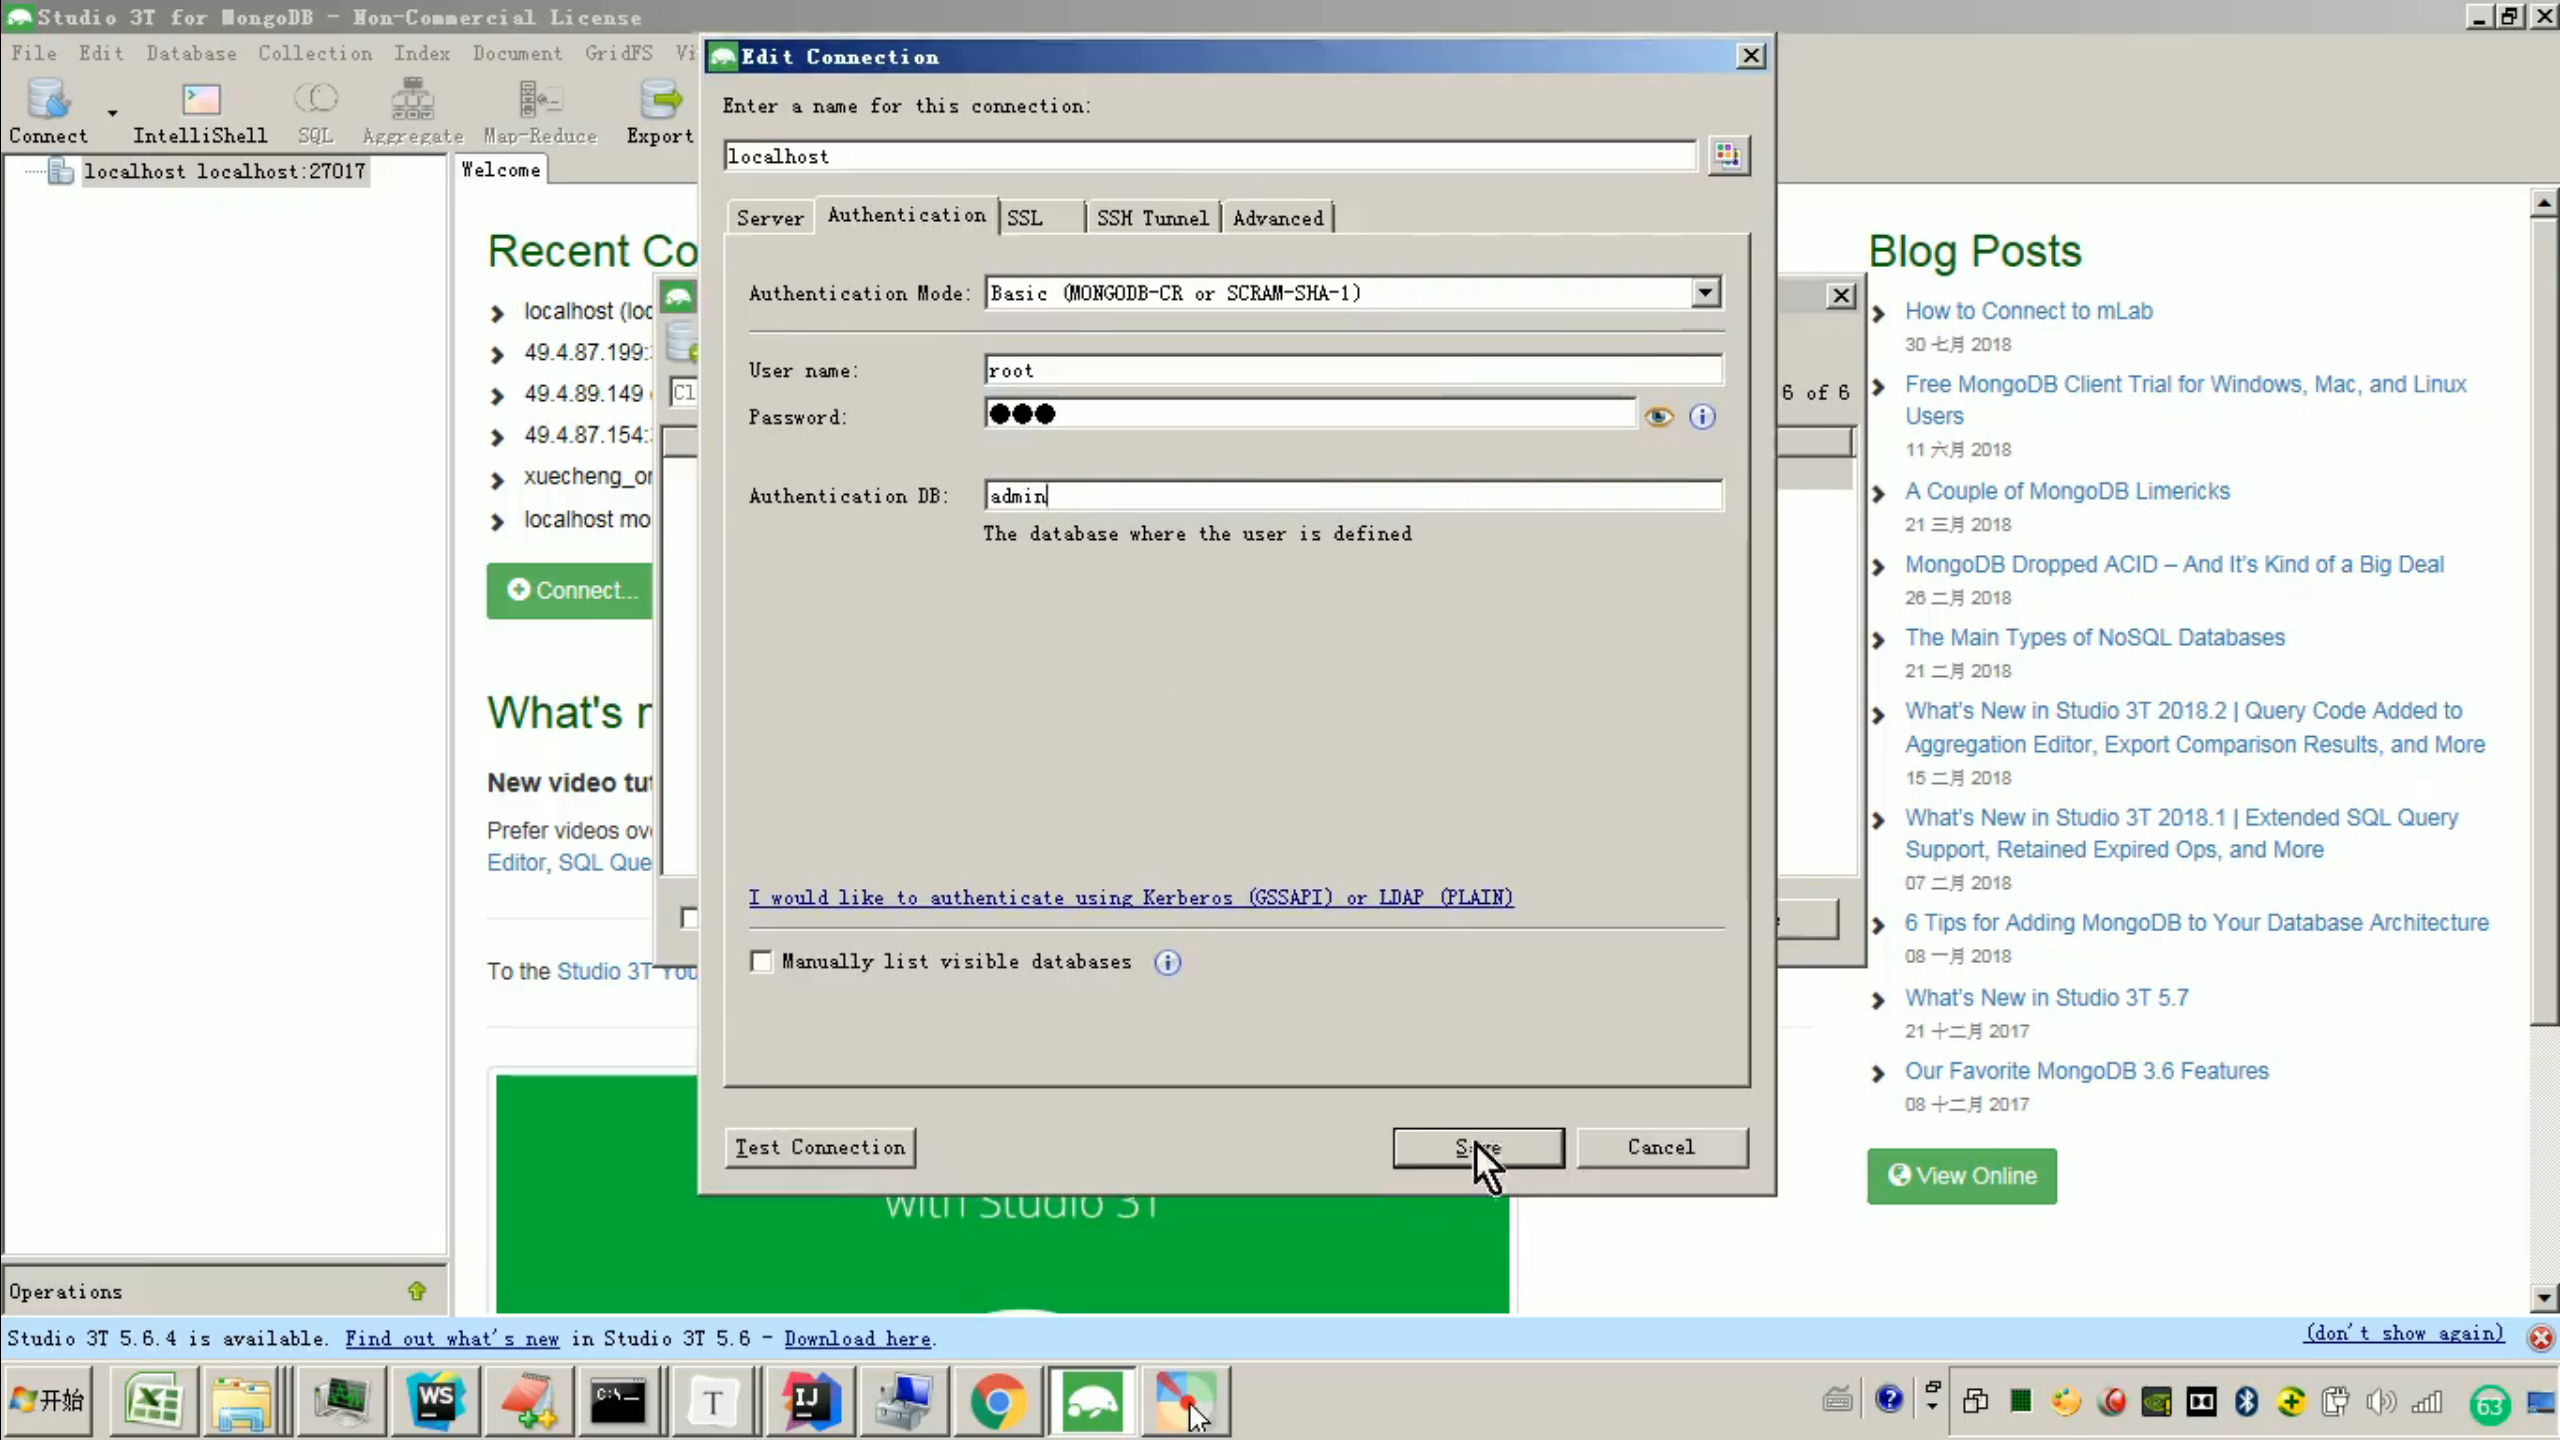 Studio 3T for MongoDB - Non-Commercial License
File Edit Database Collection Index Document GridFS Vi
Connect IntelliShell SQL Aggregate Map-Reduce Export
localhost localhost:27017
Welcome
Recent Co
localhost (loc
49.4.87.199:
49.4.89.149
49.4.87.154:
xuecheng_or
localhost mo
Connect...
What's n
New video tut
Prefer videos ov
Editor, SQL Que
To the Studio 3T You
with Studio 3T
Edit Connection
Enter a name for this connection:
localhost
Server Authentication SSL SSH Tunnel Advanced
Authentication Mode: Basic (MONGODB-CR or SCRAM-SHA-1)
User name: root
Password: ●●●
Authentication DB: admin
The database where the user is defined
I would like to authenticate using Kerberos (GSSAPI) or LDAP (PLAIN)
Manually list visible databases
Test Connection Save Cancel
Cl
6 of 6
Blog Posts
How to Connect to mLab
30 七月 2018
Free MongoDB Client Trial for Windows, Mac, and Linux
Users
11 六月 2018
A Couple of MongoDB Limericks
21 三月 2018
MongoDB Dropped ACID – And It's Kind of a Big Deal
26 二月 2018
The Main Types of NoSQL Databases
21 二月 2018
What's New in Studio 3T 2018.2 | Query Code Added to
Aggregation Editor, Export Comparison Results, and More
15 二月 2018
What's New in Studio 3T 2018.1 | Extended SQL Query
Support, Retained Expired Ops, and More
07 二月 2018
6 Tips for Adding MongoDB to Your Database Architecture
08 一月 2018
What's New in Studio 3T 5.7
21 十二月 2017
Our Favorite MongoDB 3.6 Features
08 十二月 2017
View Online
Operations
Studio 3T 5.6.4 is available. Find out what's new in Studio 3T 5.6 - Download here.
(don't show again)
开始
WS
C:\
T
IJ
63